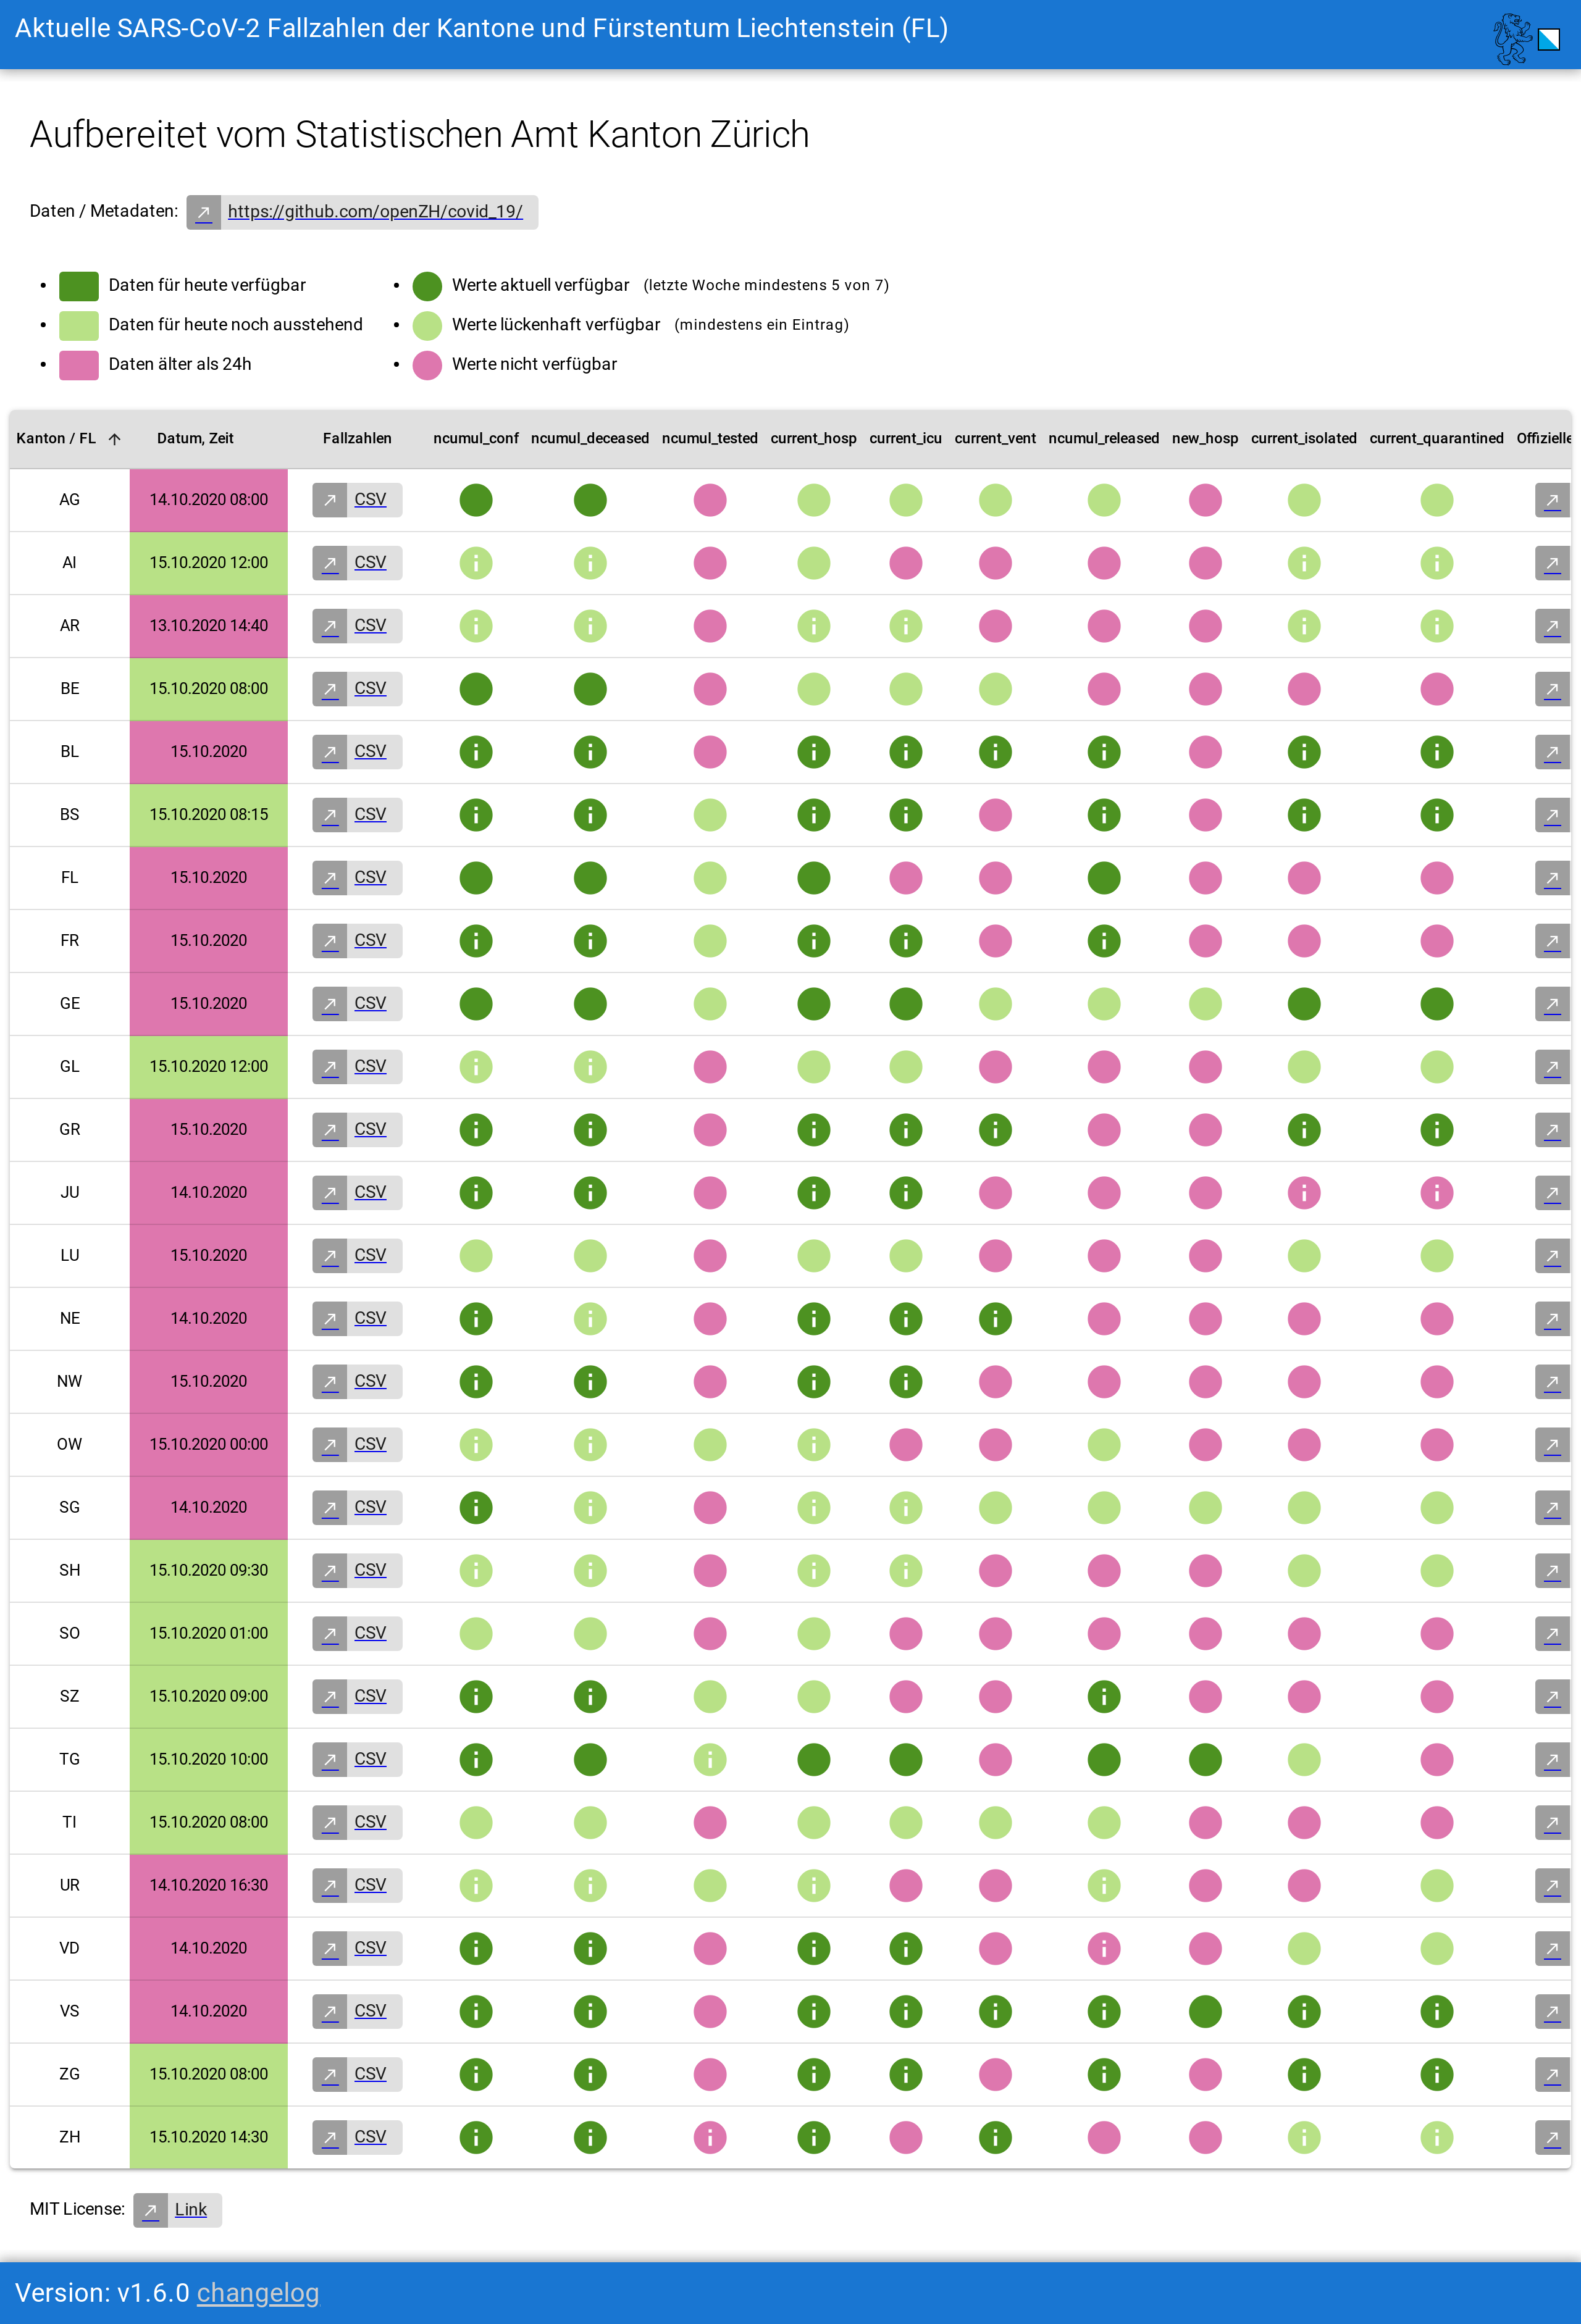 Aktuelle SARS-CoV-2 Fallzahlen der Kantone und Fürstentum Liechtenstein (FL)
Aufbereitet vom Statistischen Amt Kanton Zürich
Daten / Metadaten: https://github.com/openZH/covid_19/
Daten für heute verfügbar
Daten für heute noch ausstehend
Daten älter als 24h
Werte aktuell verfügbar (letzte Woche mindestens 5 von 7)
Werte lückenhaft verfügbar (mindestens ein Eintrag)
Werte nicht verfügbar
Kanton / FL Datum, Zeit Fallzahlen ncumul_conf ncumul_deceased ncumul_tested current_hosp current_icu current_vent ncumul_released new_hosp current_isolated current_quarantined Offizielle
AG 14.10.2020 08:00 CSV
AI 15.10.2020 12:00 CSV
AR 13.10.2020 14:40 CSV
BE 15.10.2020 08:00 CSV
BL 15.10.2020 CSV
BS 15.10.2020 08:15 CSV
FL 15.10.2020 CSV
FR 15.10.2020 CSV
GE 15.10.2020 CSV
GL 15.10.2020 12:00 CSV
GR 15.10.2020 CSV
JU 14.10.2020 CSV
LU 15.10.2020 CSV
NE 14.10.2020 CSV
NW 15.10.2020 CSV
OW 15.10.2020 00:00 CSV
SG 14.10.2020 CSV
SH 15.10.2020 09:30 CSV
SO 15.10.2020 01:00 CSV
SZ 15.10.2020 09:00 CSV
TG 15.10.2020 10:00 CSV
TI 15.10.2020 08:00 CSV
UR 14.10.2020 16:30 CSV
VD 14.10.2020 CSV
VS 14.10.2020 CSV
ZG 15.10.2020 08:00 CSV
ZH 15.10.2020 14:30 CSV
MIT License: Link
Version: v1.6.0 changelog